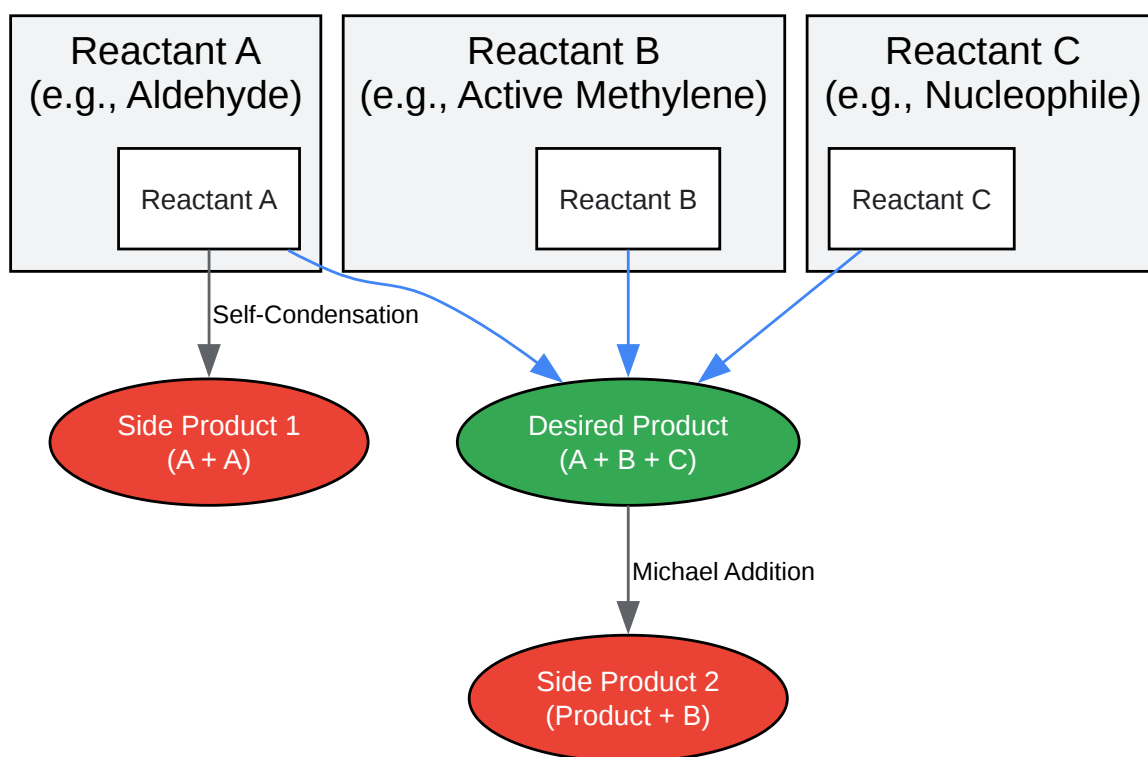 Reactant A
(e.g., Aldehyde)
Reactant B
(e.g., Active Methylene)
Reactant C
(e.g., Nucleophile)
Reactant A
Reactant B
Reactant C
Self-Condensation
Side Product 1
(A + A)
Desired Product
(A + B + C)
Michael Addition
Side Product 2
(Product + B)